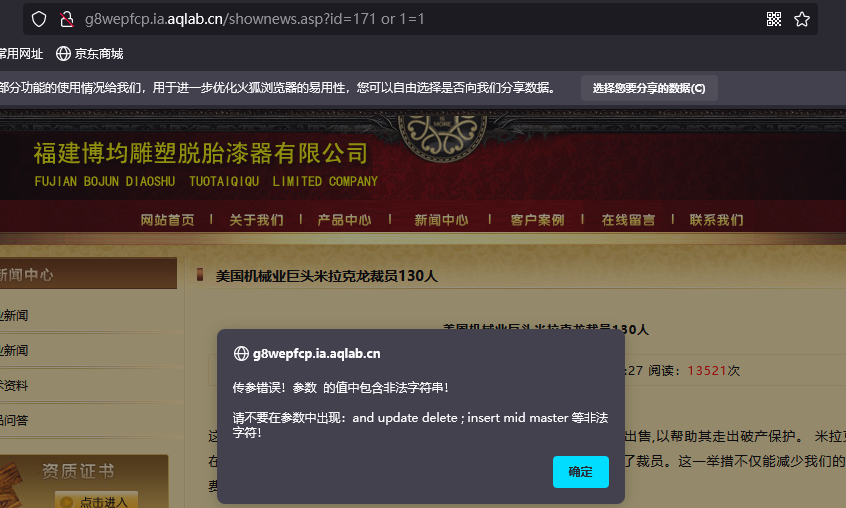 g8wepfcp.ia.aqlab.cn/shownews.asp?id=171 or 1=1
常用网址 京东商城
部分功能的使用情况给我们，用于进一步优化火狐浏览器的易用性，您可以自由选择是否向我们分享数据。 选择您要分享的数据(C)
福建博均雕塑脱胎漆器有限公司
FUJIAN BOJUN DIAOSHU TUOTAIQIQU LIMITED COMPANY
网站首页 | 关于我们 | 产品中心 | 新闻中心 | 客户案例 | 在线留言 | 联系我们
新闻中心
美国机械业巨头米拉克龙裁员130人
业新闻
美国机械业巨头米拉克龙裁员130人
业新闻
:27 阅读：13521次
术资料
品问答
g8wepfcp.ia.aqlab.cn
传参错误！参数 的值中包含非法字符串！
请不要在参数中出现：and update delete ; insert mid master 等非法
字符！
确定
这
出售,以帮助其走出破产保护。 米拉
在
了裁员。这一举措不仅能减少我们的
费
资质证书
点击进入